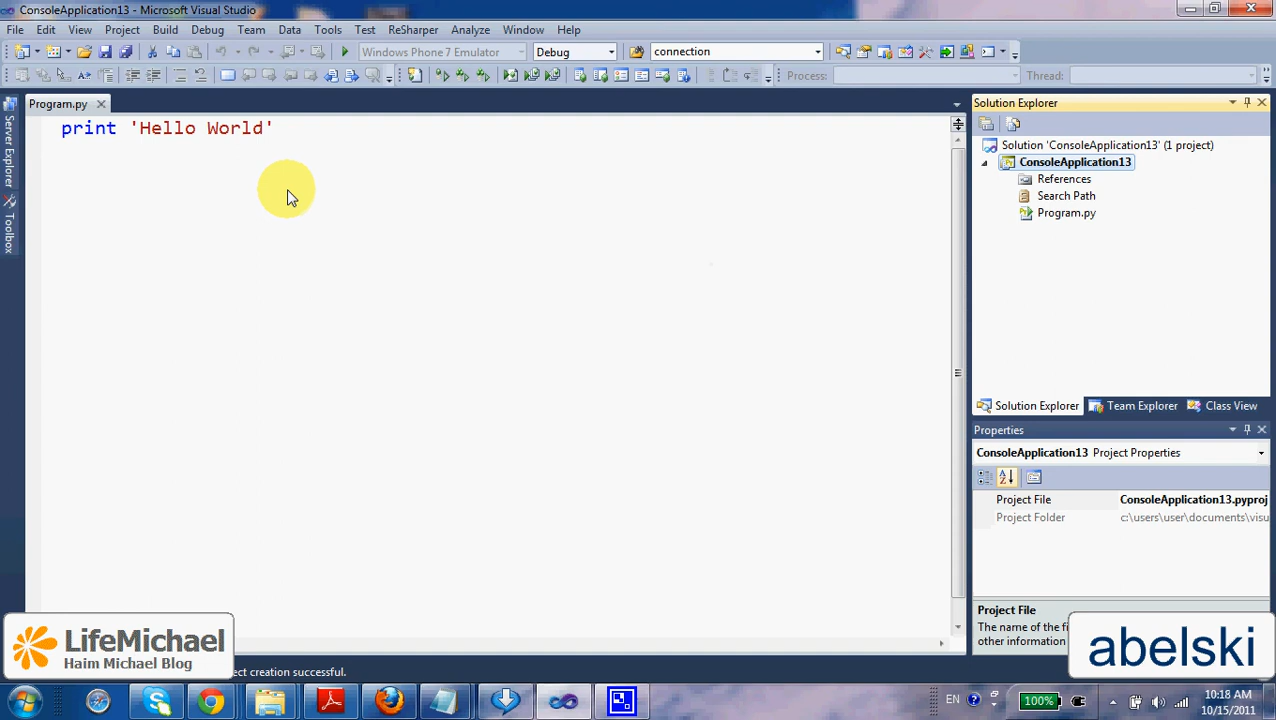 ConsoleApplication13 - Microsoft Visual Studio
File Edit View Project Build Debug Team Data Tools Test ReSharper Analyze Window Help
Windows Phone 7 Emulator Debug connection
Process: Thread:
Program.py
print 'Hello World'
Server Explorer
Toolbox
Solution Explorer
Solution 'ConsoleApplication13' (1 project)
ConsoleApplication13
References
Search Path
Program.py
Solution Explorer Team Explorer Class View
Properties
ConsoleApplication13 Project Properties
Project File ConsoleApplication13.pyproj
Project Folder c:\users\user\documents\visu
Project File
The name of the fi
other information
LifeMichael
Haim Michael Blog
abelski
ect creation successful.
EN 100% 10:18 AM
10/15/2011